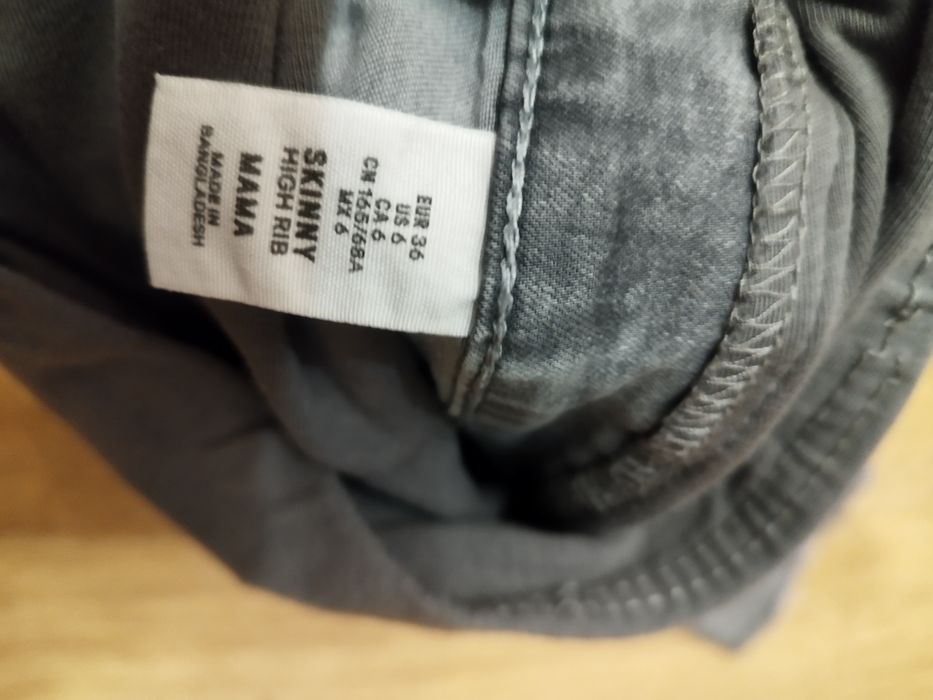 EUR 36
US 6
CA 6
CN 165/68A
MX 6
SKINNY
HIGH RIB
MAMA
MADE IN
BANGLADESH